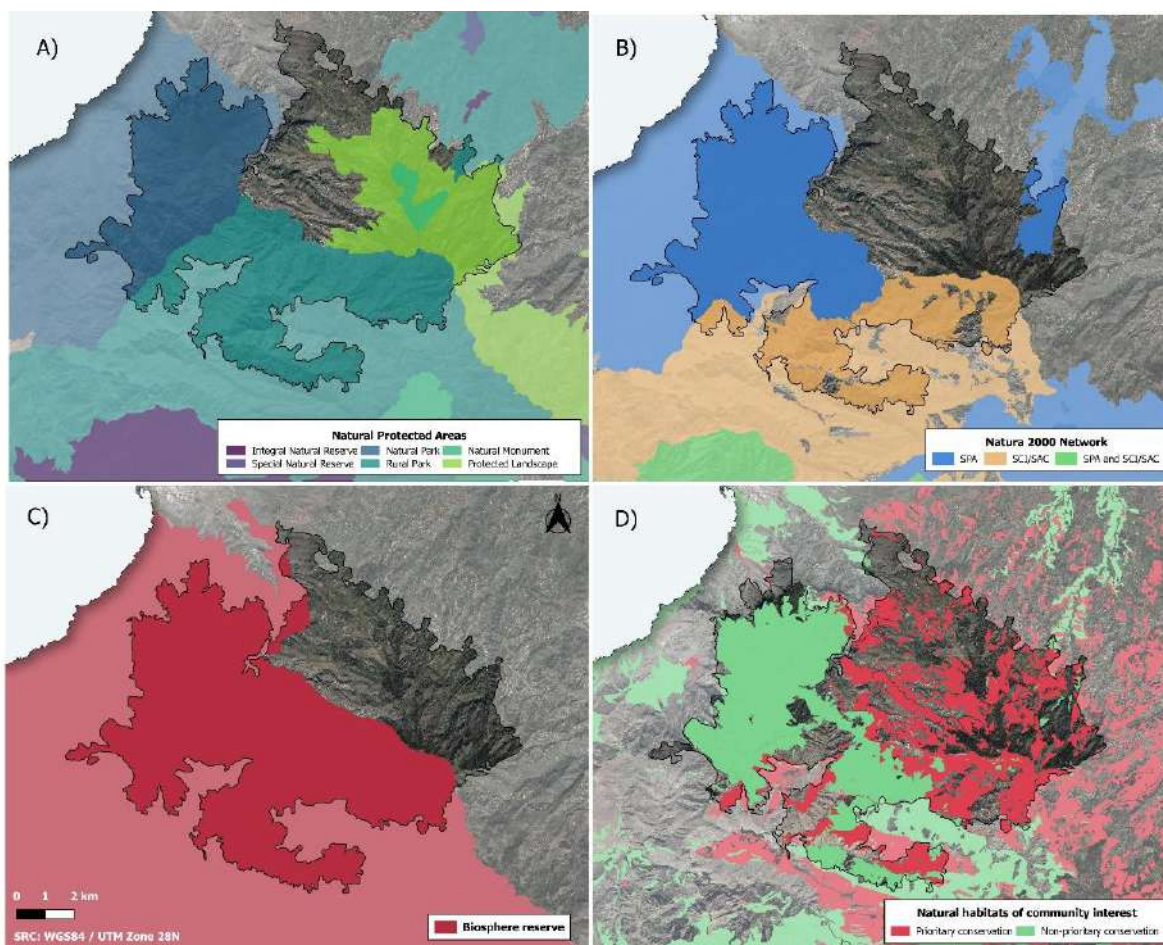 A)
B)
Natural Protected Areas
Integral Natural Reserve Natural Park Natural Monument
Special Natural Reserve Rural Park Protected Landscape
Natura 2000 Network
SPA SCI/SAC SPA and SCI/SAC
C)
D)
0 1 2 km
SRC: WGS84 / UTM Zone 28N
Biosphere reserve
Natural habitats of community interest
Prioritary conservation Non-prioritary conservation